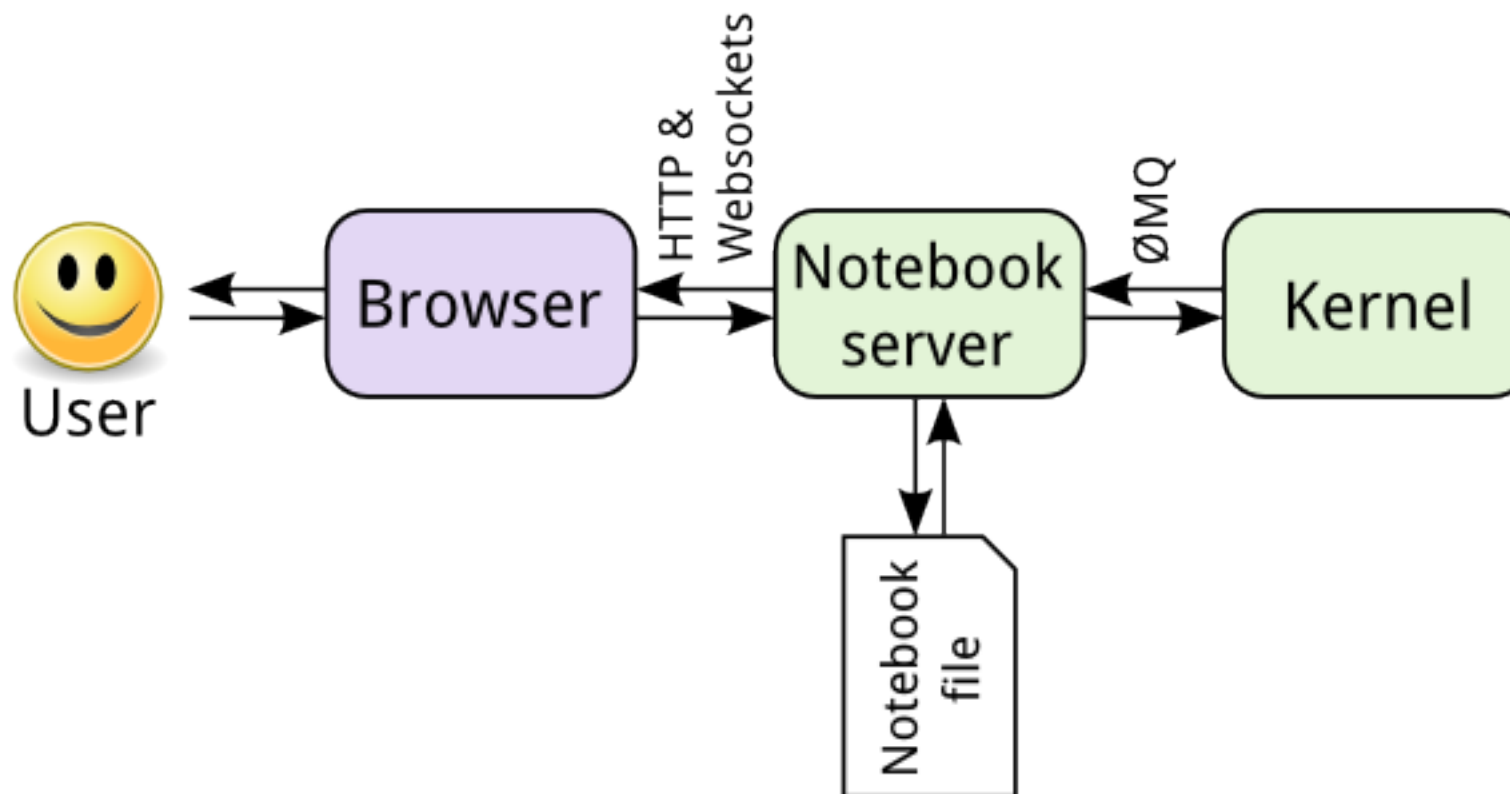 User
Browser
HTTP &
Websockets
Notebook
server
ØMQ
Kernel
Notebook
file